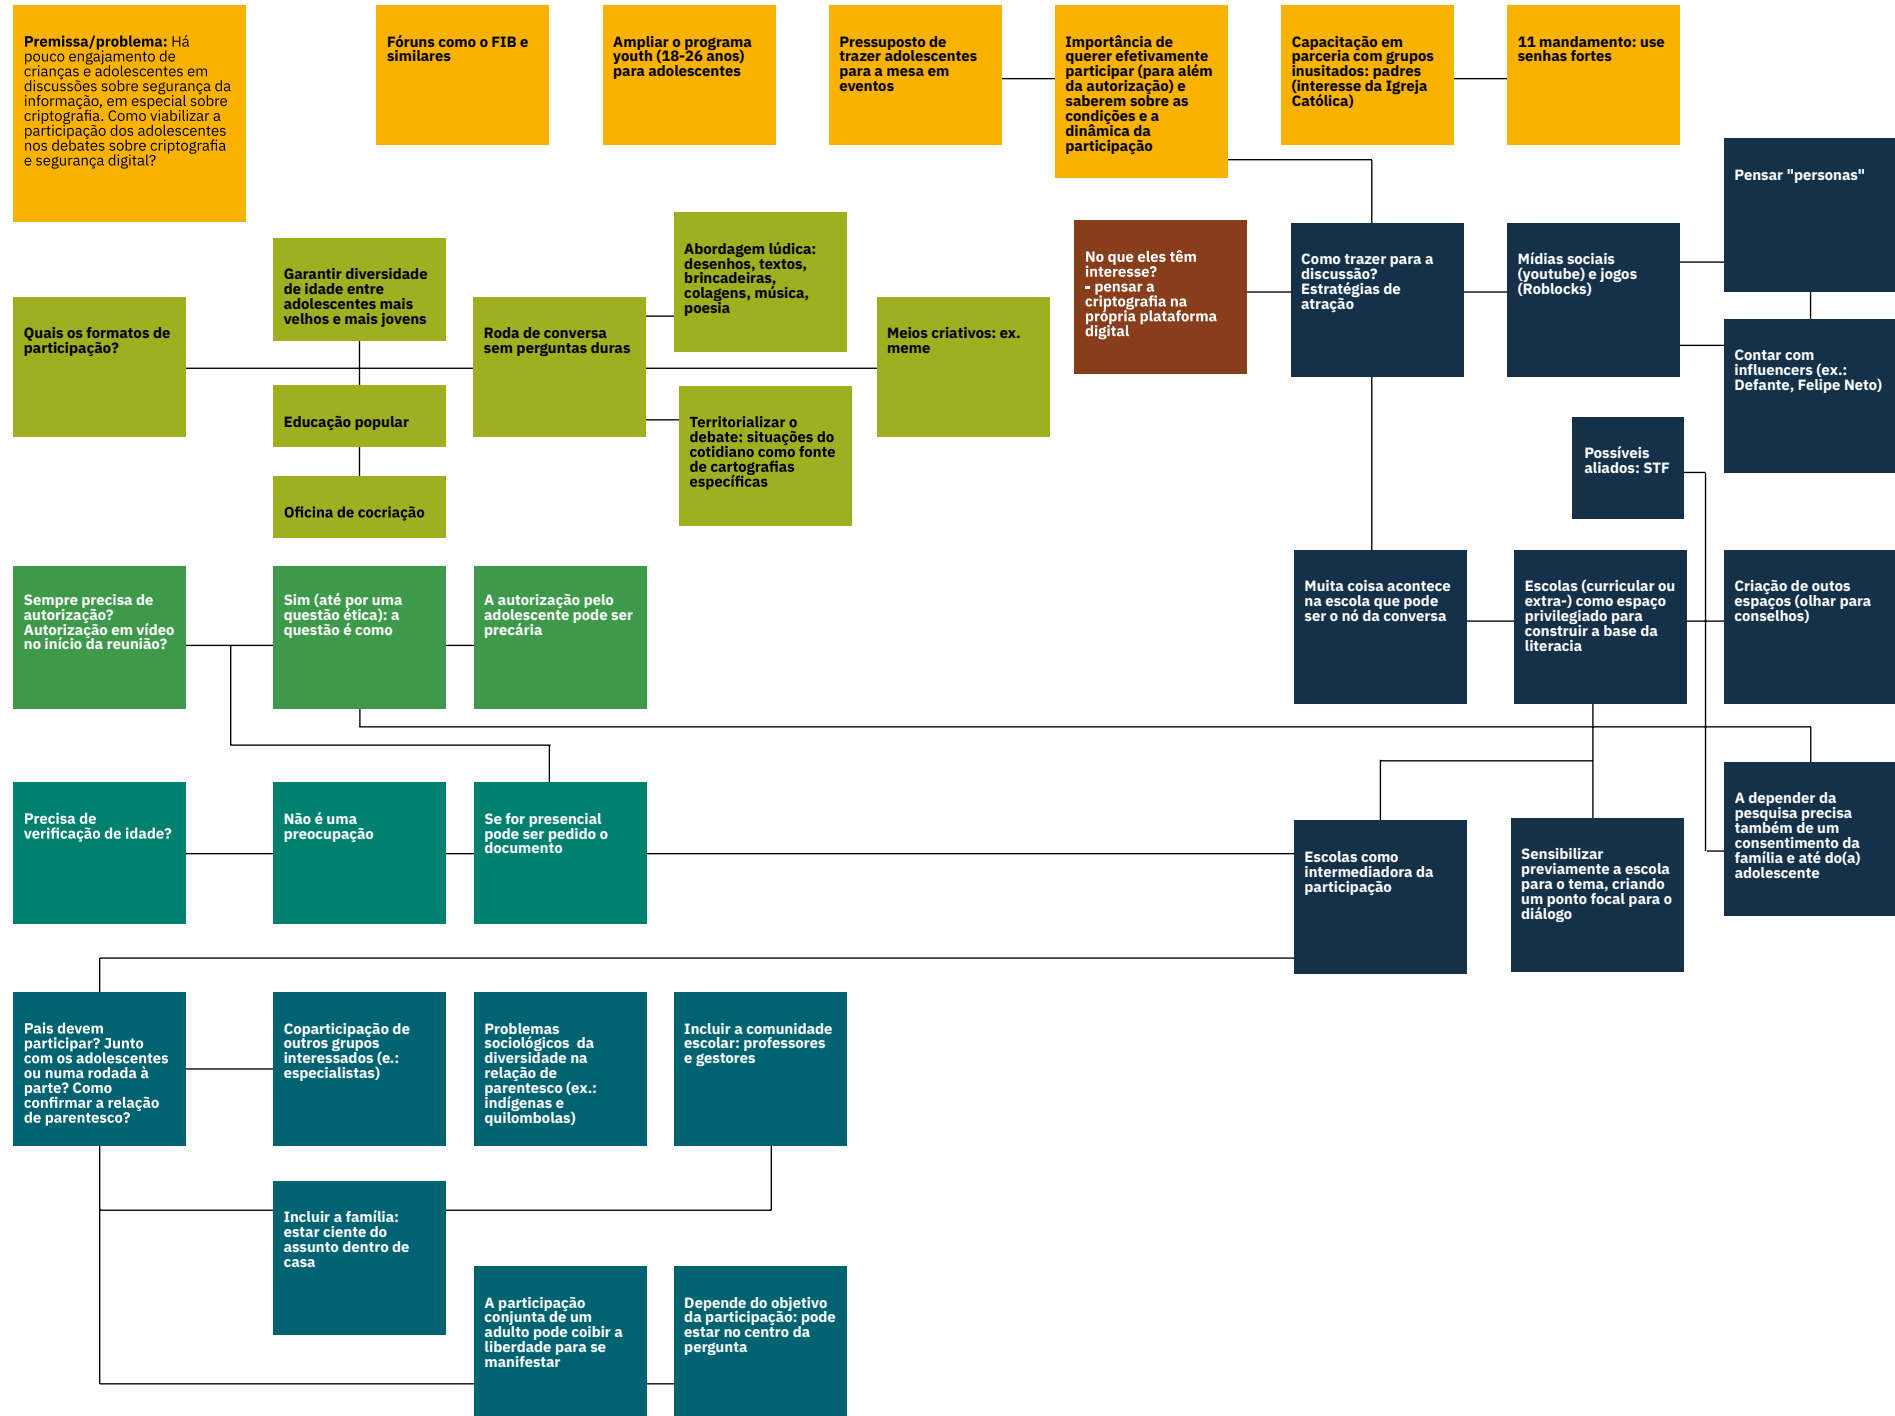 Premissa/problema: Há
pouco engajamento de
crianças e adolescentes em
discussões sobre segurança da
informação, em especial sobre
criptografia. Como viabilizar a
participação dos adolescentes
nos debates sobre criptografia
e segurança digital?
Fóruns como o FIB e
similares
Ampliar o programa
youth (18-26 anos)
para adolescentes
Pressuposto de
trazer adolescentes
para a mesa em
eventos
Importância de
querer efetivamente
participar (para além
da autorização) e
saberem sobre as
condições e a
dinâmica da
participação
Capacitação em
parceria com grupos
inusitados: padres
(interesse da Igreja
Católica)
11 mandamento: use
senhas fortes
Pensar "personas"
Quais os formatos de
participação?
Garantir diversidade
de idade entre
adolescentes mais
velhos e mais jovens
Educação popular
Oficina de cocriação
Roda de conversa
sem perguntas duras
Abordagem lúdica:
desenhos, textos,
brincadeiras,
colagens, música,
poesia
Territorializar o
debate: situações do
cotidiano como fonte
de cartografias
específicas
Meios criativos: ex.
meme
No que eles têm
interesse?
- pensar a
criptografia na
própria plataforma
digital
Como trazer para a
discussão?
Estratégias de
atração
Mídias sociais
(youtube) e jogos
(Roblocks)
Contar com
influencers (ex.:
Defante, Felipe Neto)
Possíveis
aliados: STF
Sempre precisa de
autorização?
Autorização em vídeo
no início da reunião?
Sim (até por uma
questão ética): a
questão é como
A autorização pelo
adolescente pode ser
precária
Muita coisa acontece
na escola que pode
ser o nó da conversa
Escolas (curricular ou
extra-) como espaço
privilegiado para
construir a base da
literacia
Criação de outos
espaços (olhar para
conselhos)
Precisa de
verificação de idade?
Não é uma
preocupação
Se for presencial
pode ser pedido o
documento
Escolas como
intermediadora da
participação
Sensibilizar
previamente a escola
para o tema, criando
um ponto focal para o
diálogo
A depender da
pesquisa precisa
também de um
consentimento da
família e até do(a)
adolescente
Pais devem
participar? Junto
com os adolescentes
ou numa rodada à
parte? Como
confirmar a relação
de parentesco?
Coparticipação de
outros grupos
interessados (e.:
especialistas)
Problemas
sociológicos da
diversidade na
relação de
parentesco (ex.:
indígenas e
quilombolas)
Incluir a comunidade
escolar: professores
e gestores
Incluir a família:
estar ciente do
assunto dentro de
casa
A participação
conjunta de um
adulto pode coibir a
liberdade para se
manifestar
Depende do objetivo
da participação: pode
estar no centro da
pergunta